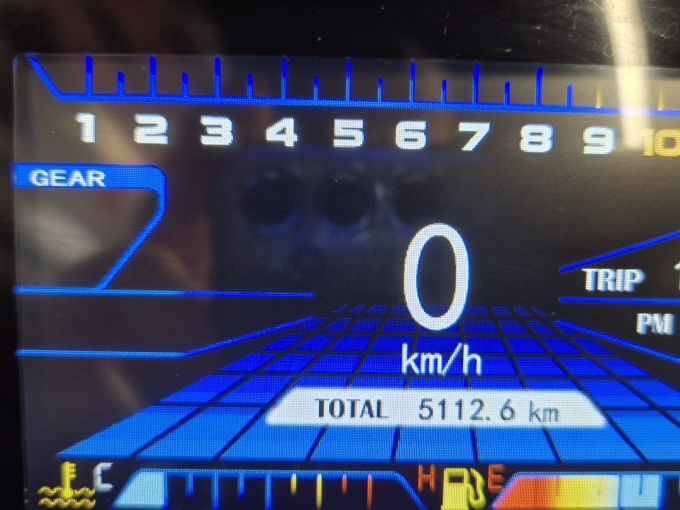 1 2 3 4 5 6 7 8 9 10
GEAR
0
TRIP
PM
km/h
TOTAL 5112.6 km
C H E